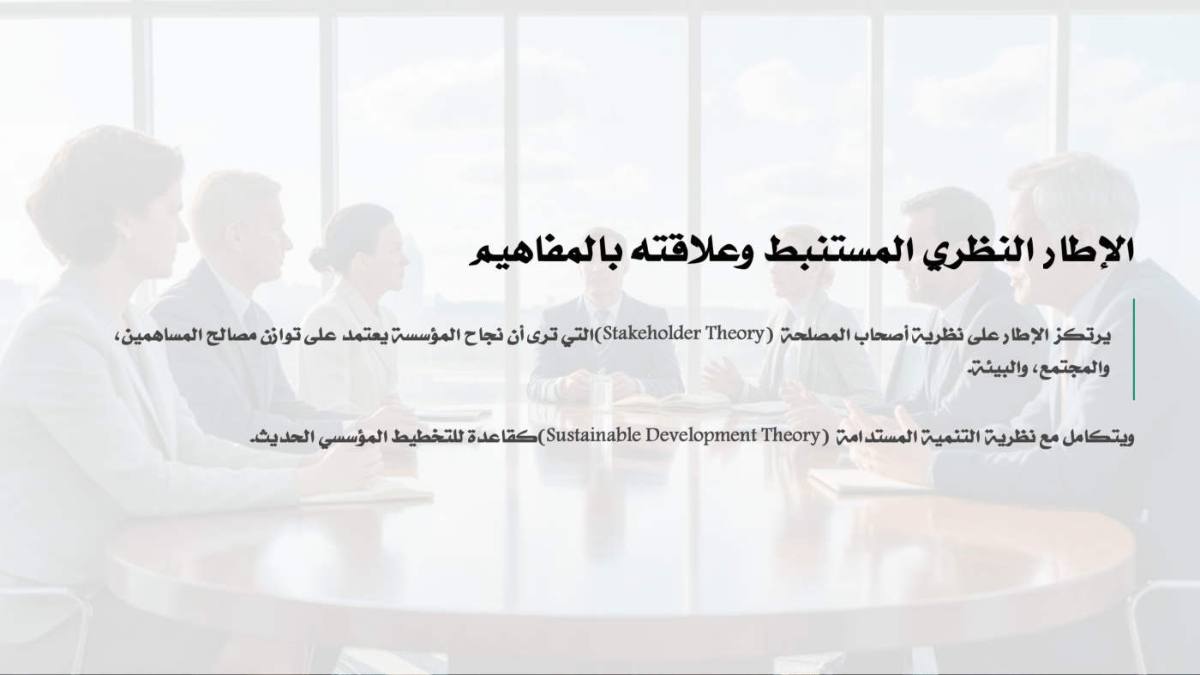 الإطار النظري المستنبط وعلاقته بالمفاهيم
يرتكز الإطار على نظرية أصحاب المصلحة (Stakeholder Theory)التي ترى أن نجاح المؤسسة يعتمد على توازن مصالح المساهمين،
والمجتمع، والبيئة.
ويتكامل مع نظرية التنمية المستدامة (Sustainable Development Theory)كقاعدة للتخطيط المؤسسي الحديث.